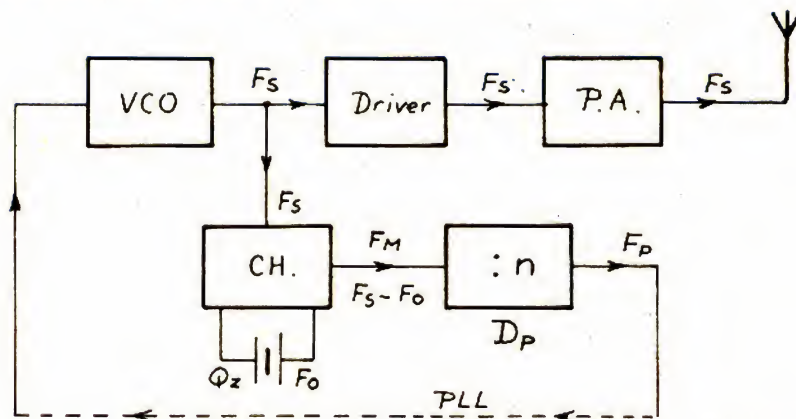 Fs
Fs.
Fs
VCO
Driver
P.A.
Fs
CH.
FM
Fs-Fo
:n
Fp
Dp
Qz
Fo
PLL